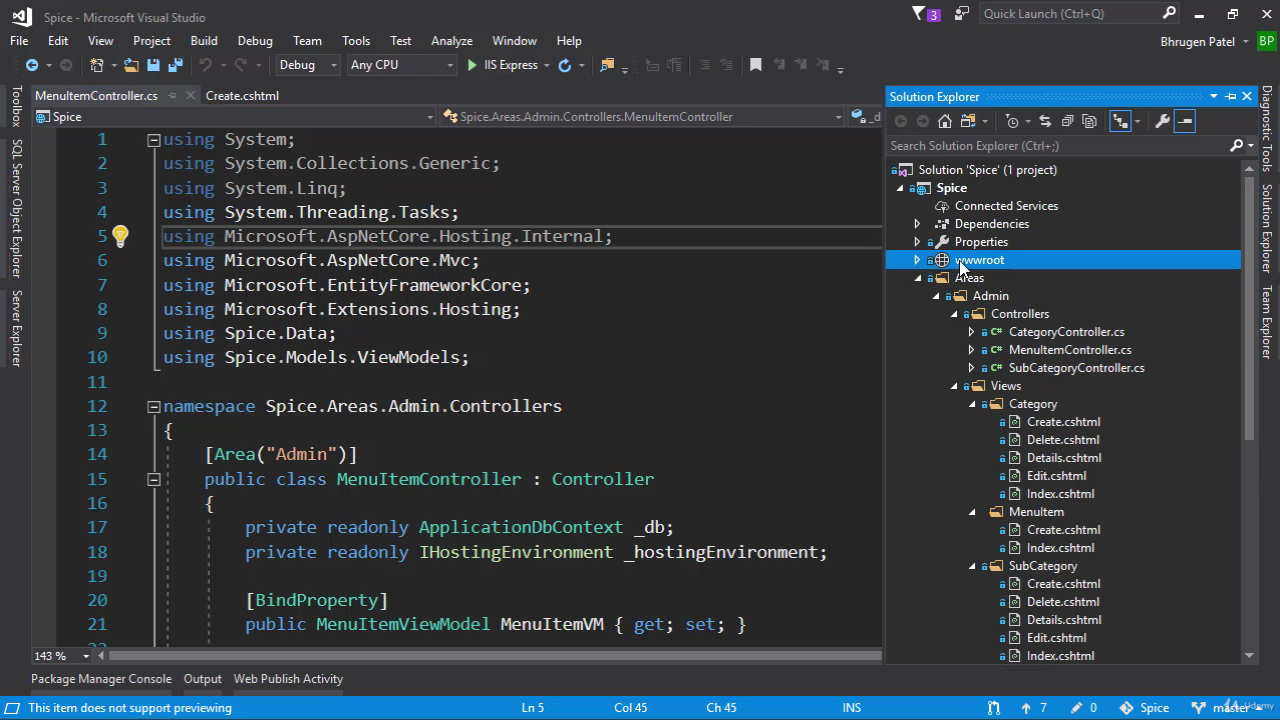 Spice - Microsoft Visual Studio
3
Quick Launch (Ctrl+Q)
File Edit View Project Build Debug Team Tools Test Analyze Window Help
Bhrugen Patel BP
Debug Any CPU IIS Express
MenuItemController.cs Create.cshtml
Spice Spice.Areas.Admin.Controllers.MenuItemController _d
Toolbox
SQL Server Object Explorer
Server Explorer
1 using System;
2 using System.Collections.Generic;
3 using System.Linq;
4 using System.Threading.Tasks;
5 using Microsoft.AspNetCore.Hosting.Internal;
6 using Microsoft.AspNetCore.Mvc;
7 using Microsoft.EntityFrameworkCore;
8 using Microsoft.Extensions.Hosting;
9 using Spice.Data;
10 using Spice.Models.ViewModels;
11
12 namespace Spice.Areas.Admin.Controllers
13 {
14 [Area("Admin")]
15 public class MenuItemController : Controller
16 {
17 private readonly ApplicationDbContext _db;
18 private readonly IHostingEnvironment _hostingEnvironment;
19
20 [BindProperty]
21 public MenuItemViewModel MenuItemVM { get; set; }
22
143 %
Solution Explorer
Search Solution Explorer (Ctrl+;)
Solution 'Spice' (1 project)
Spice
Connected Services
Dependencies
Properties
wwwroot
Areas
Admin
Controllers
CategoryController.cs
MenuItemController.cs
SubCategoryController.cs
Views
Category
Create.cshtml
Delete.cshtml
Details.cshtml
Edit.cshtml
Index.cshtml
MenuItem
Create.cshtml
Index.cshtml
SubCategory
Create.cshtml
Delete.cshtml
Details.cshtml
Edit.cshtml
Index.cshtml
Diagnostic Tools
Solution Explorer
Team Explorer
Package Manager Console Output Web Publish Activity
This item does not support previewing Ln 5 Col 45 Ch 45 INS 7 0 Spice master
Udemy